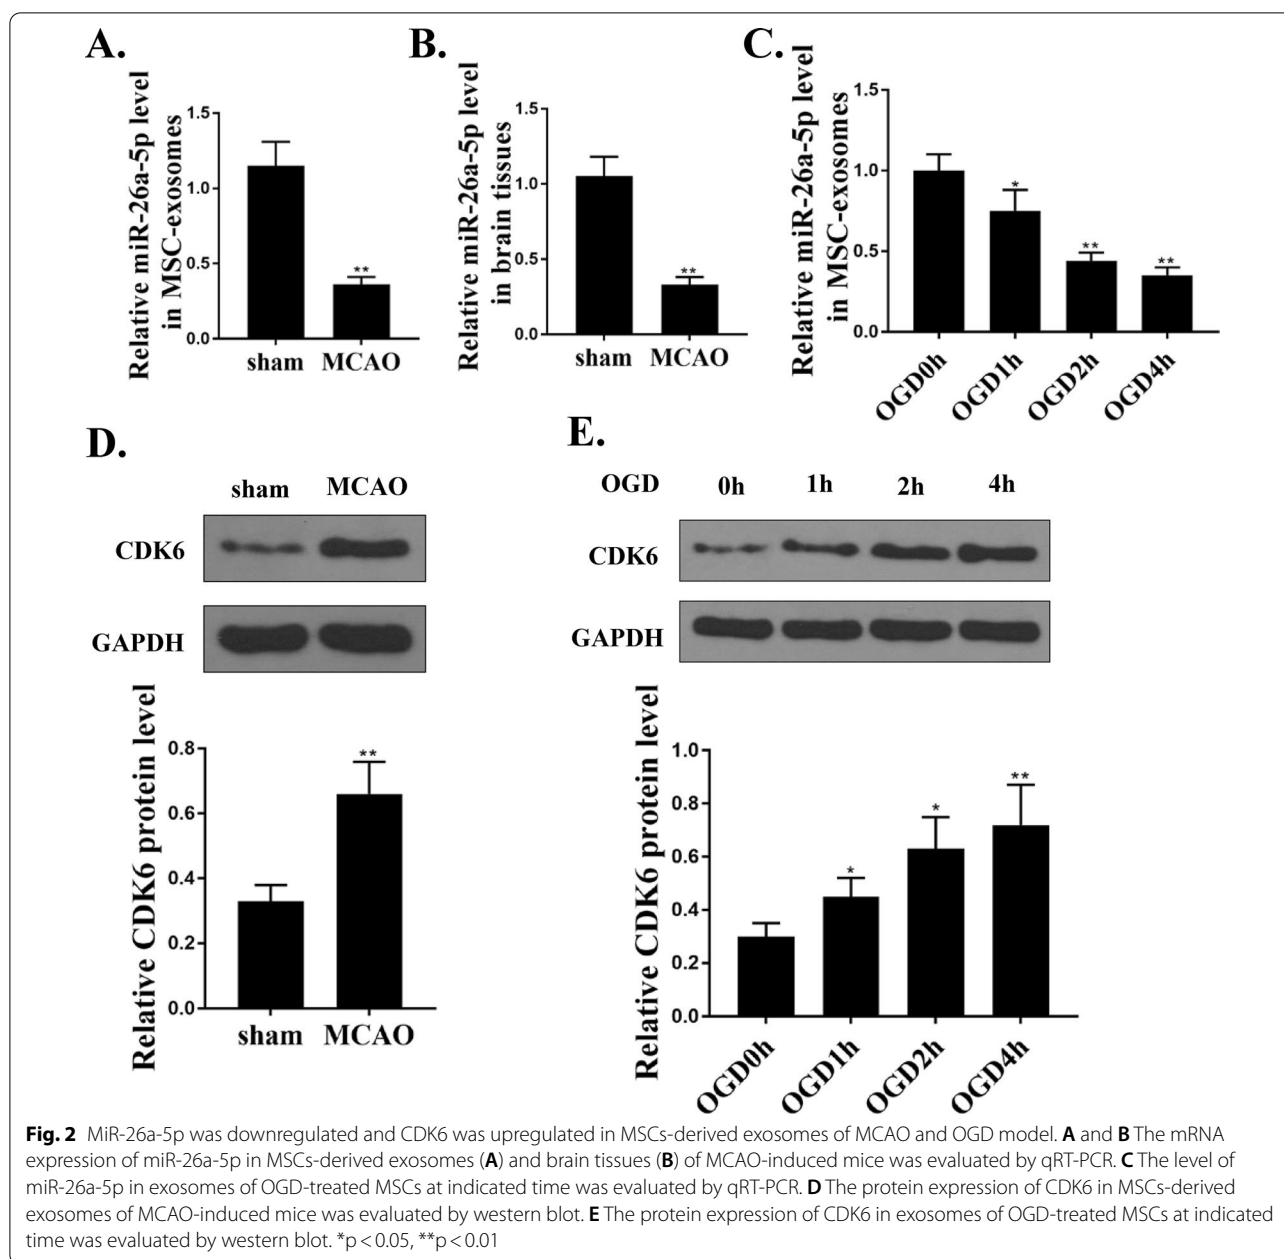 A.
Relative miR-26a-5p level
in MSC-exosomes
1.5
1.0
0.5
0.0
**
sham MCAO
B.
Relative miR-26a-5p level
in brain tissues
1.5
1.0
0.5
0.0
**
sham MCAO
C.
Relative miR-26a-5p level
in MSC-exosomes
1.5
1.0
0.5
0.0
*
**
**
OGD0h
OGD1h
OGD2h
OGD4h
D.
sham MCAO
CDK6
GAPDH
Relative CDK6 protein level
0.8
0.6
0.4
0.2
0.0
**
sham MCAO
E.
OGD 0h 1h 2h 4h
CDK6
GAPDH
Relative CDK6 protein level
1.0
0.8
0.6
0.4
0.2
0.0
*
*
**
OGD0h
OGD1h
OGD2h
OGD4h
Fig. 2 MiR-26a-5p was downregulated and CDK6 was upregulated in MSCs-derived exosomes of MCAO and OGD model. A and B The mRNA
expression of miR-26a-5p in MSCs-derived exosomes (A) and brain tissues (B) of MCAO-induced mice was evaluated by qRT-PCR. C The level of
miR-26a-5p in exosomes of OGD-treated MSCs at indicated time was evaluated by qRT-PCR. D The protein expression of CDK6 in MSCs-derived
exosomes of MCAO-induced mice was evaluated by western blot. E The protein expression of CDK6 in exosomes of OGD-treated MSCs at indicated
time was evaluated by western blot. *p < 0.05, **p < 0.01